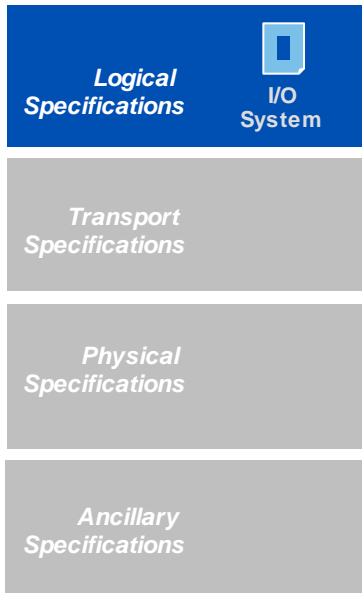 Logical
Specifications
I/O
System
Transport
Specifications
Physical
Specifications
Ancillary
Specifications